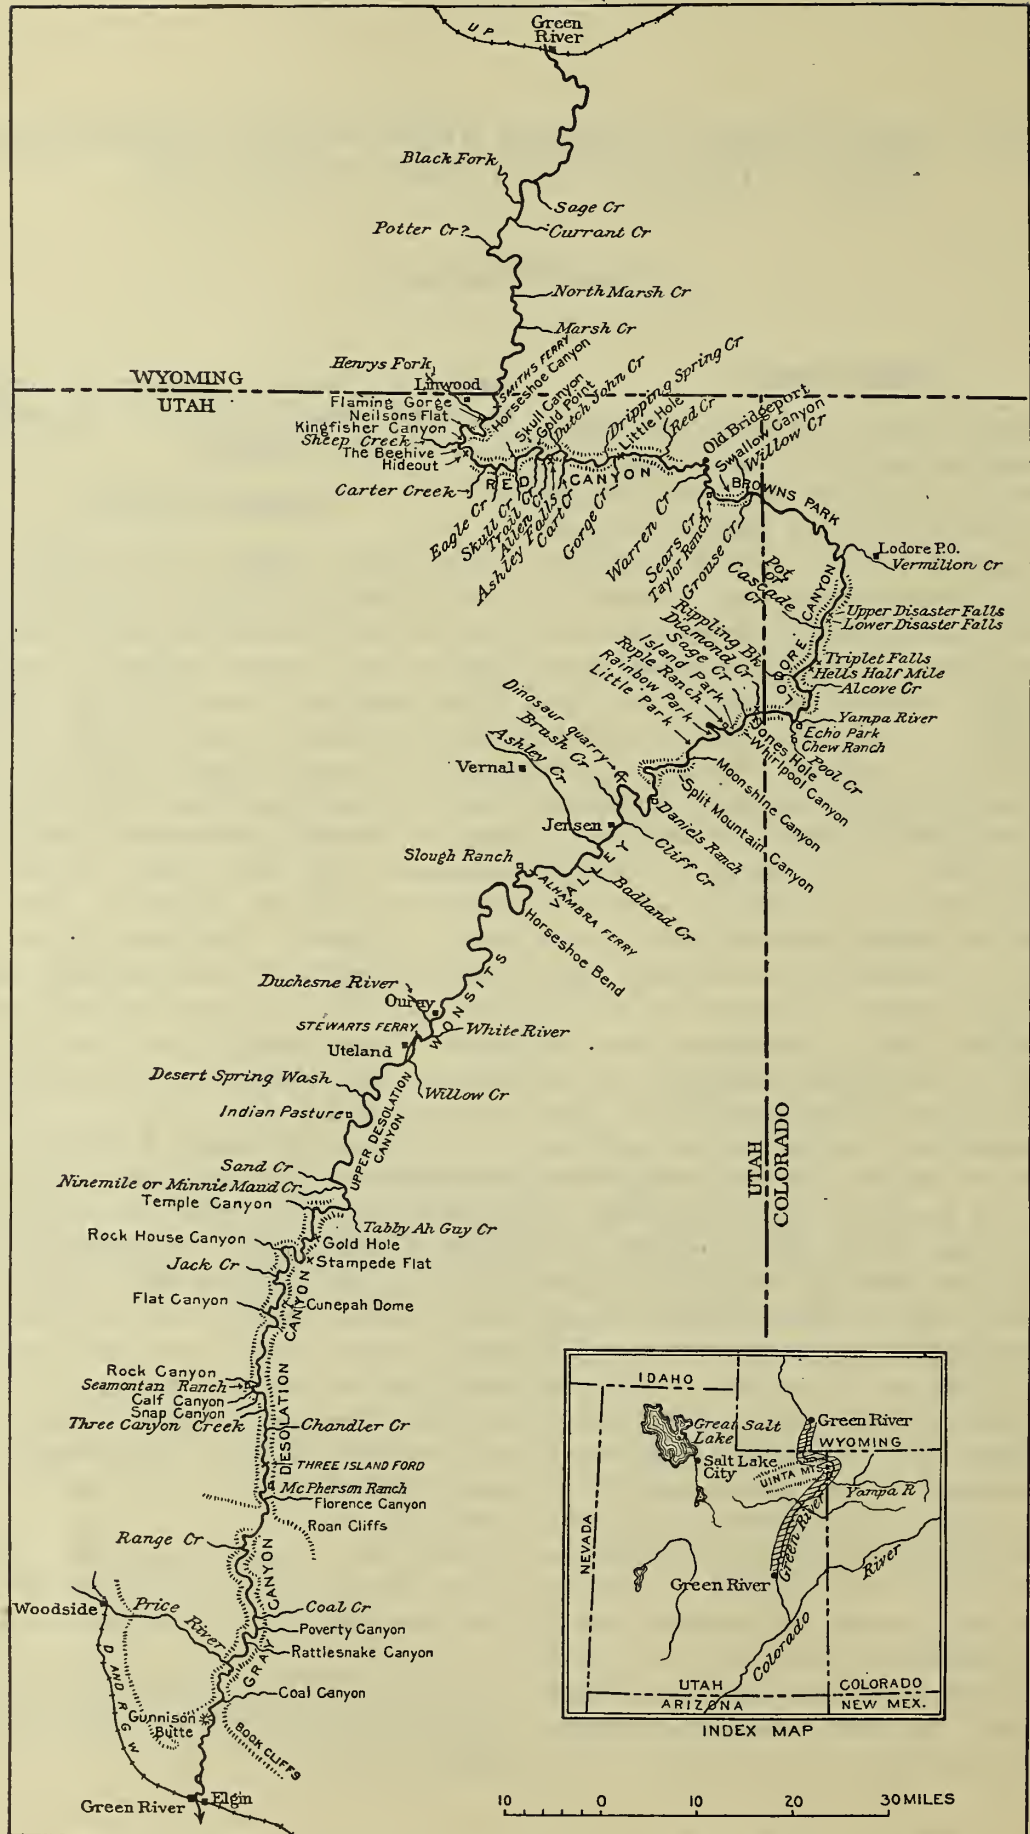 UP
Green
River
Black Fork
Sage Cr
Potter Cr?
Currant Cr
North Marsh Cr
Marsh Cr
Henrys Fork
WYOMING
UTAH
Linwood
SMITHS FERRY
Horseshoe Canyon
Flaming Gorge
Neilsons Flat
Kingfisher Canyon
Sheep Creek
The Beehive
Hideout
Skull Canyon
Gold Point
Dutch John Cr
Dripping Spring Cr
Little Hole
Red Cr
Old Bridgeport
Swallow Canyon
Willow Cr
RED CANYON
BROWNS PARK
Carter Creek
Eagle Cr
Skull Cr
Trail Cr
Allen Cr
Ashley Falls
Cart Cr
Gorge Cr
Warren Cr
Sears Cr
Taylor Ranch
Grouse Cr
Pot or
Cascade
Cr
Lodore P.O.
Vermilion Cr
LODORE CANYON
Upper Disaster Falls
Lower Disaster Falls
Triplet Falls
Hells Half Mile
Alcove Cr
Rippling Bk
Diamond Cr
Sage Cr
Island Park
Ruple Ranch
Rainbow Park
Little Park
Yampa River
Echo Park
Chew Ranch
Pool Cr
Jones Hole
Whirlpool Canyon
Moonshine Canyon
Split Mountain Canyon
Dinosaur quarry
Brush Cr
Ashley Cr
Vernal
Daniels Ranch
Jensen
Cliff Cr
Slough Ranch
Badland Cr
ALHAMBRA FERRY
Horseshoe Bend
WONSITS VALLEY
Duchesne River
Ouray
STEWARTS FERRY
White River
Uteland
Desert Spring Wash
Willow Cr
Indian Pasture
UPPER DESOLATION
CANYON
UTAH
COLORADO
Sand Cr
Ninemile or Minnie Maud Cr
Temple Canyon
Tabby Ah Guy Cr
Rock House Canyon
Gold Hole
Stampede Flat
Jack Cr
Flat Canyon
Cunepah Dome
DESOLATION CANYON
Rock Canyon
Seamontan Ranch
Calf Canyon
Snap Canyon
Three Canyon Creek
Chandler Cr
THREE ISLAND FORD
McPherson Ranch
Florence Canyon
Roan Cliffs
Range Cr
GRAY CANYON
Woodside
Price River
Coal Cr
Poverty Canyon
Rattlesnake Canyon
Coal Canyon
D AND R G W
Gunnison
Butte
BOOK CLIFFS
Green River
Elgin
IDAHO
Great Salt
Lake
Green River
WYOMING
Salt Lake
City
UINTA MTS
Yampa R
NEVADA
Green River
Green River
Colorado River
UTAH
COLORADO
ARIZONA
NEW MEX.
INDEX MAP
10 0 10 20 30 MILES